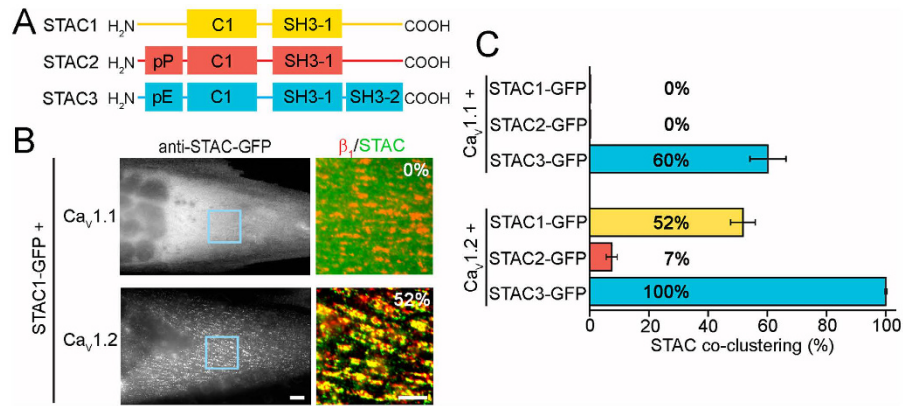 A
STAC1 H₂N C1 SH3-1 COOH
STAC2 H₂N pP C1 SH3-1 COOH
STAC3 H₂N pE C1 SH3-1 SH3-2 COOH
B
anti-STAC-GFP β₁/STAC
STAC1-GFP +
Caᵥ1.1
0%
Caᵥ1.2
52%
C
Caᵥ1.1 +
STAC1-GFP 0%
STAC2-GFP 0%
STAC3-GFP 60%
Caᵥ1.2 +
STAC1-GFP 52%
STAC2-GFP 7%
STAC3-GFP 100%
0 20 40 60 80 100
STAC co-clustering (%)